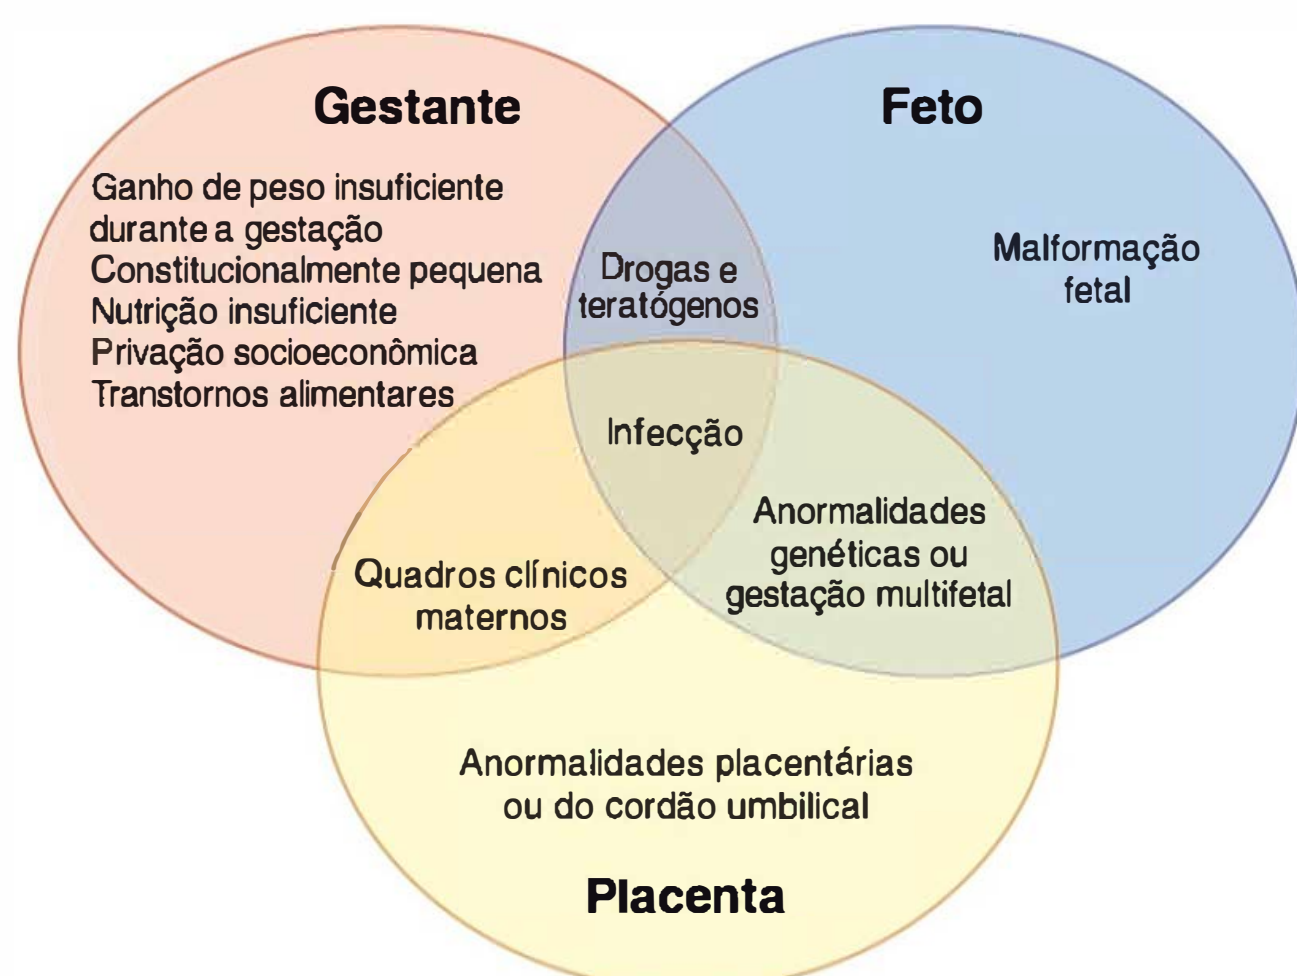 Gestante
Ganho de peso insuficiente
durante a gestação
Constitucionalmente pequena
Nutrição insuficiente
Privação socioeconômica
Transtornos alimentares
Feto
Malformação
fetal
Drogas e
teratógenos
Infecção
Anormalidades
genéticas ou
gestação multifetal
Quadros clínicos
maternos
Anormalidades placentárias
ou do cordão umbilical
Placenta